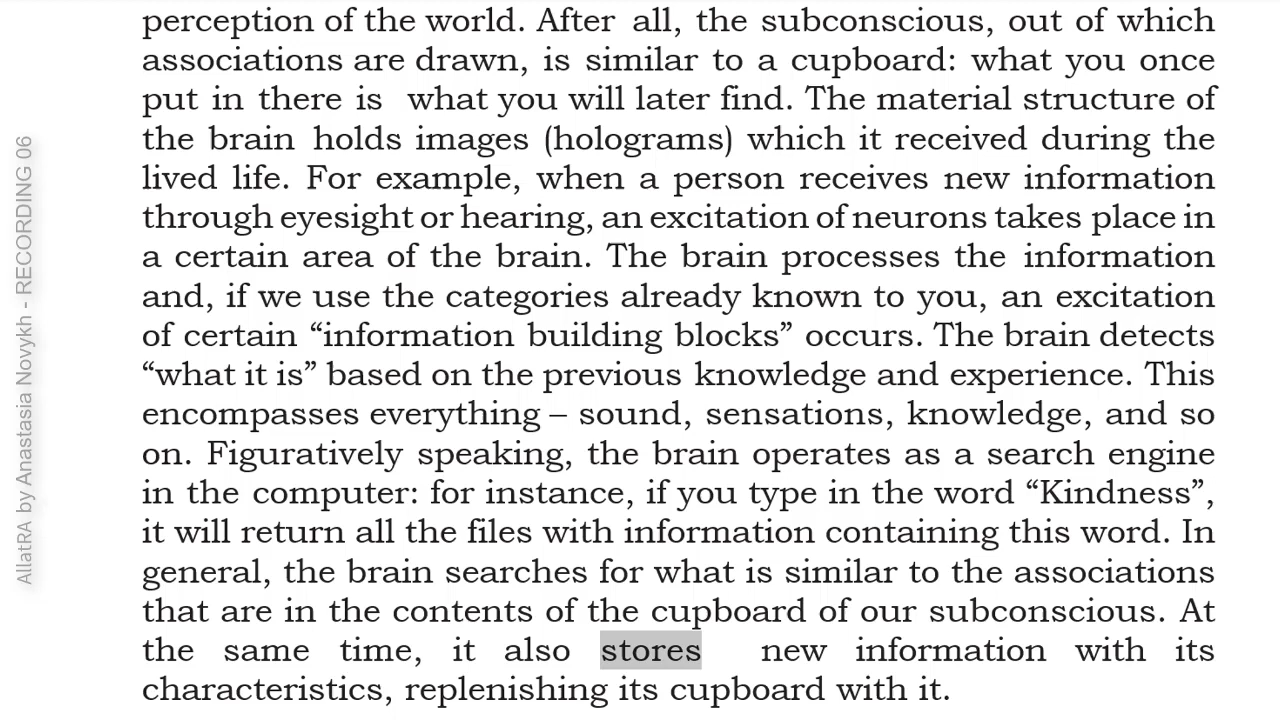 perception of the world. After all, the subconscious, out of which
associations are drawn, is similar to a cupboard: what you once
put in there is what you will later find. The material structure of
the brain holds images (holograms) which it received during the
lived life. For example, when a person receives new information
through eyesight or hearing, an excitation of neurons takes place in
a certain area of the brain. The brain processes the information
and, if we use the categories already known to you, an excitation
of certain “information building blocks” occurs. The brain detects
“what it is” based on the previous knowledge and experience. This
encompasses everything – sound, sensations, knowledge, and so
on. Figuratively speaking, the brain operates as a search engine
in the computer: for instance, if you type in the word “Kindness”,
it will return all the files with information containing this word. In
general, the brain searches for what is similar to the associations
that are in the contents of the cupboard of our subconscious. At
the same time, it also stores new information with its
characteristics, replenishing its cupboard with it.
AllatRA by Anastasia Novykh - RECORDING 06